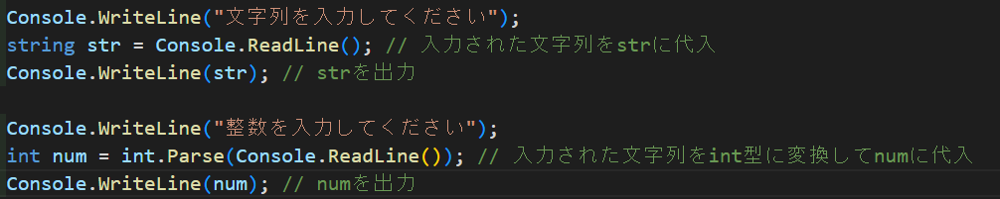 Console.WriteLine("文字列を入力してください");
string str = Console.ReadLine(); // 入力された文字列をstrに代入
Console.WriteLine(str); // strを出力
Console.WriteLine("整数を入力してください");
int num = int.Parse(Console.ReadLine()); // 入力された文字列をint型に変換してnumに代入
Console.WriteLine(num); // numを出力